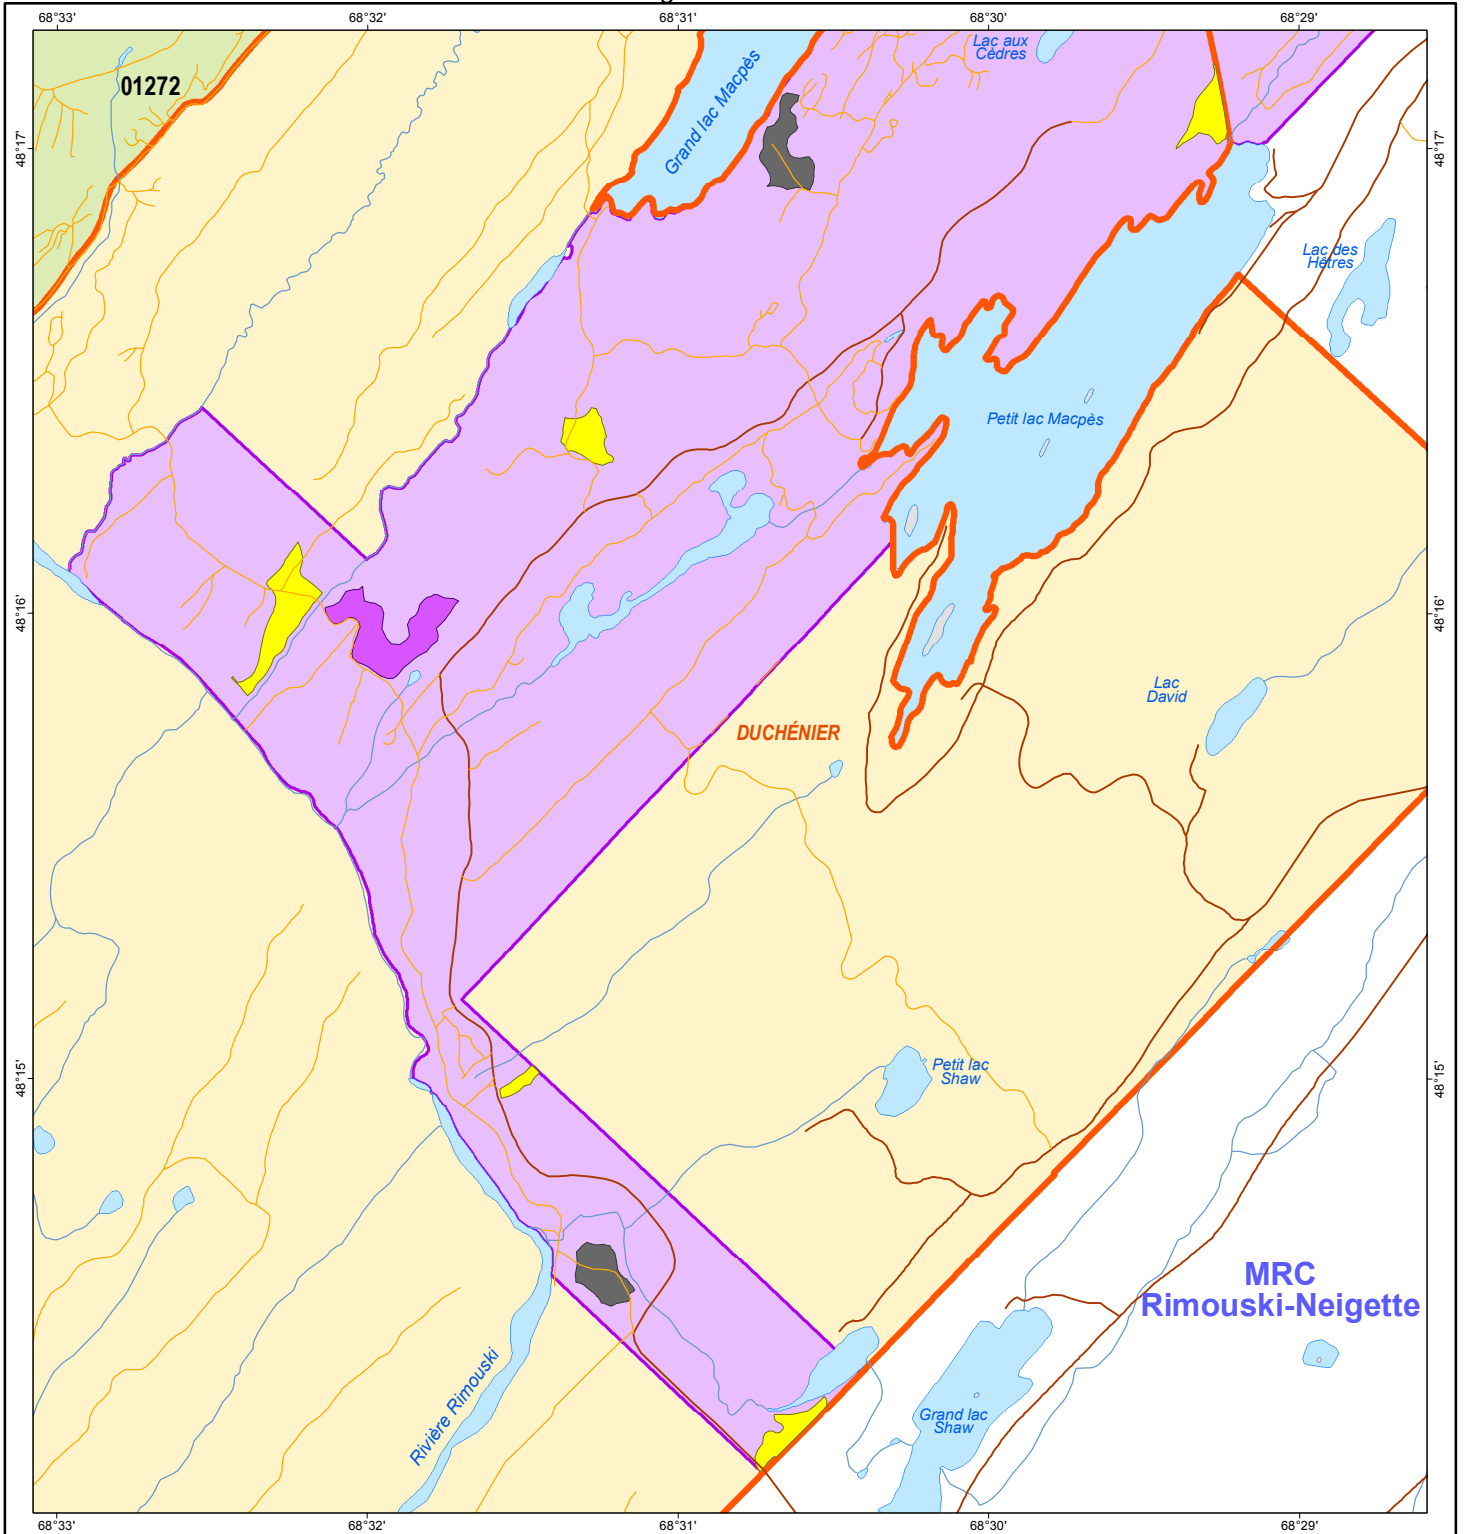 68°33'
68°32'
68°31'
68°30'
68°29'
Lac aux
Cèdres
01272
Grand lac Macpès
48°17'
48°17'
Lac des
Hêtres
Petit lac Macpès
48°16'
48°16'
Lac
David
DUCHÉNIER
Petit lac
Shaw
48°15'
48°15'
MRC
Rimouski-Neigette
Rivière Rimouski
Grand lac
Shaw
68°33'
68°32'
68°31'
68°30'
68°29'